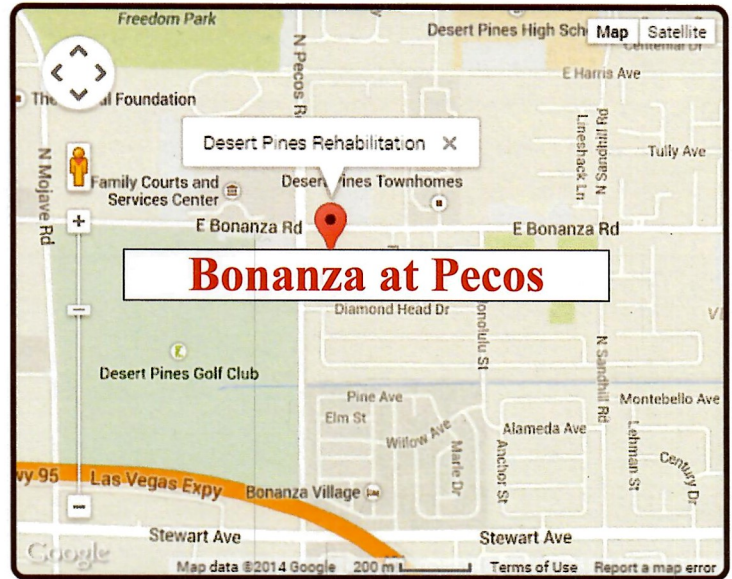 Freedom Park
Desert Pines High Sch
Map
Satellite
Centennial Dr
E Harris Ave
N Pecos R
Foundation
N Sandhill Rd
Lineshack Ln
Tully Ave
Desert Pines Rehabilitation ×
N Mojave Rd
Family Courts and
Services Center
Desert Pines Townhomes
+
E Bonanza Rd
E Bonanza Rd
Bonanza at Pecos
Diamond Head Dr
onolulu St
−
N Sandhill Rd
Desert Pines Golf Club
Pine Ave
Montebello Ave
Elm St
Willow Ave
Marle Dr
Anchor St
Alameda Ave
Lehman St
Century Dr
wy 95
Las Vegas Expy
Bonanza Village
Stewart Ave
Stewart Ave
Google
Map data ©2014 Google
200 m
Terms of Use
Report a map error